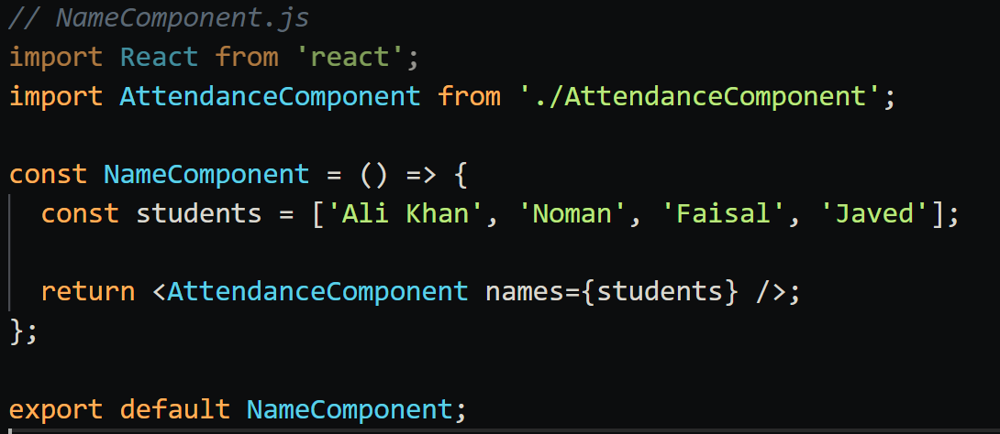 // NameComponent.js
import React from 'react';
import AttendanceComponent from './AttendanceComponent';
const NameComponent = () => {
const students = ['Ali Khan', 'Noman', 'Faisal', 'Javed'];
return <AttendanceComponent names={students} />;
};
export default NameComponent;